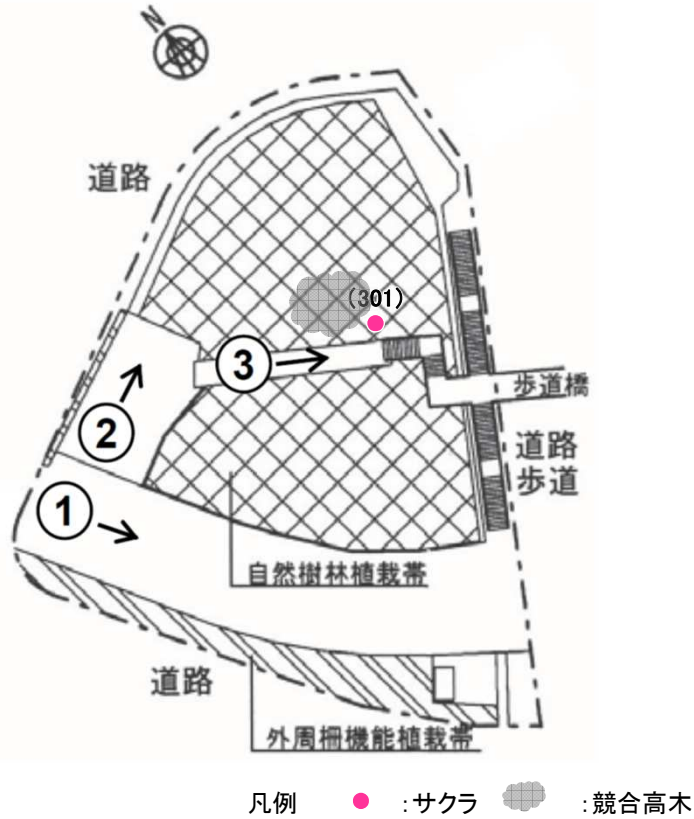 N
道路
(301)
③
歩道橋
②
道路
歩道
①
自然樹林植栽帯
道路
外周柵機能植栽帯
凡例 :サクラ :競合高木